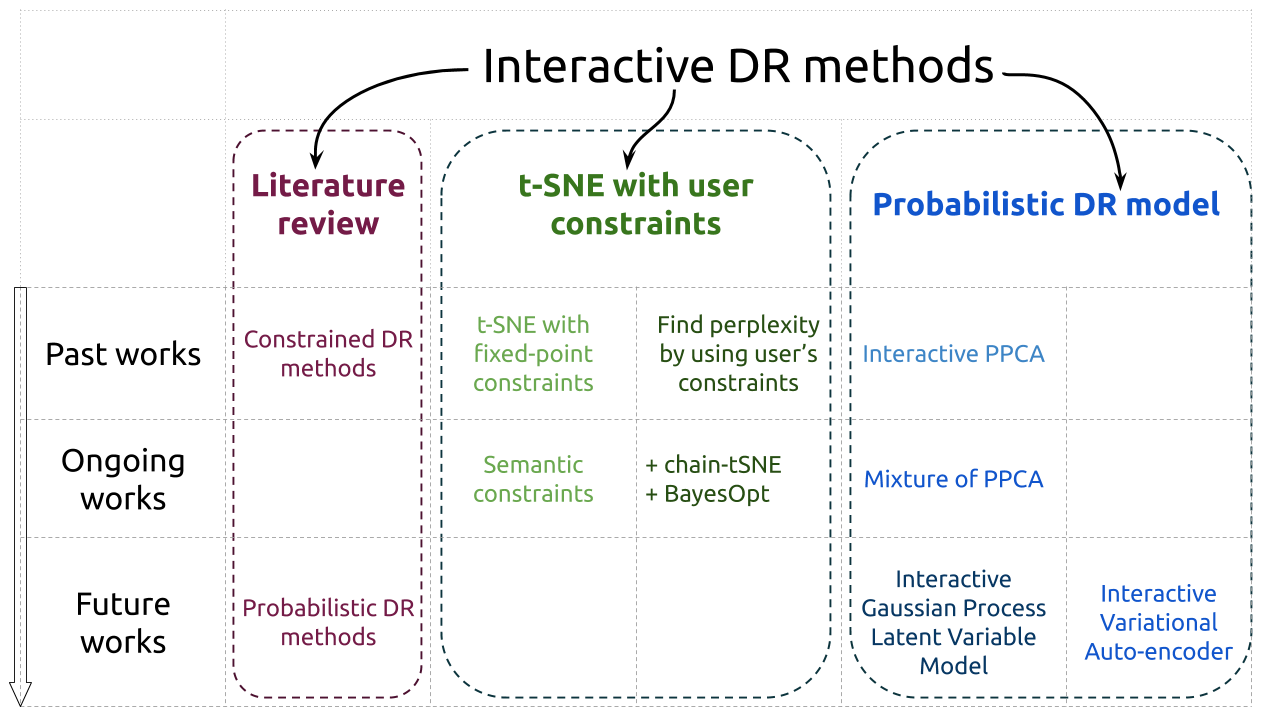 Interactive DR methods
Literature
review
t-SNE with user
constraints
Probabilistic DR model
Past works
Constrained DR
methods
t-SNE with
fixed-point
constraints
Find perplexity
by using user's
constraints
Interactive PPCA
Ongoing
works
Semantic
constraints
+ chain-tSNE
+ BayesOpt
Mixture of PPCA
Future
works
Probabilistic DR
methods
Interactive
Gaussian Process
Latent Variable
Model
Interactive
Variational
Auto-encoder